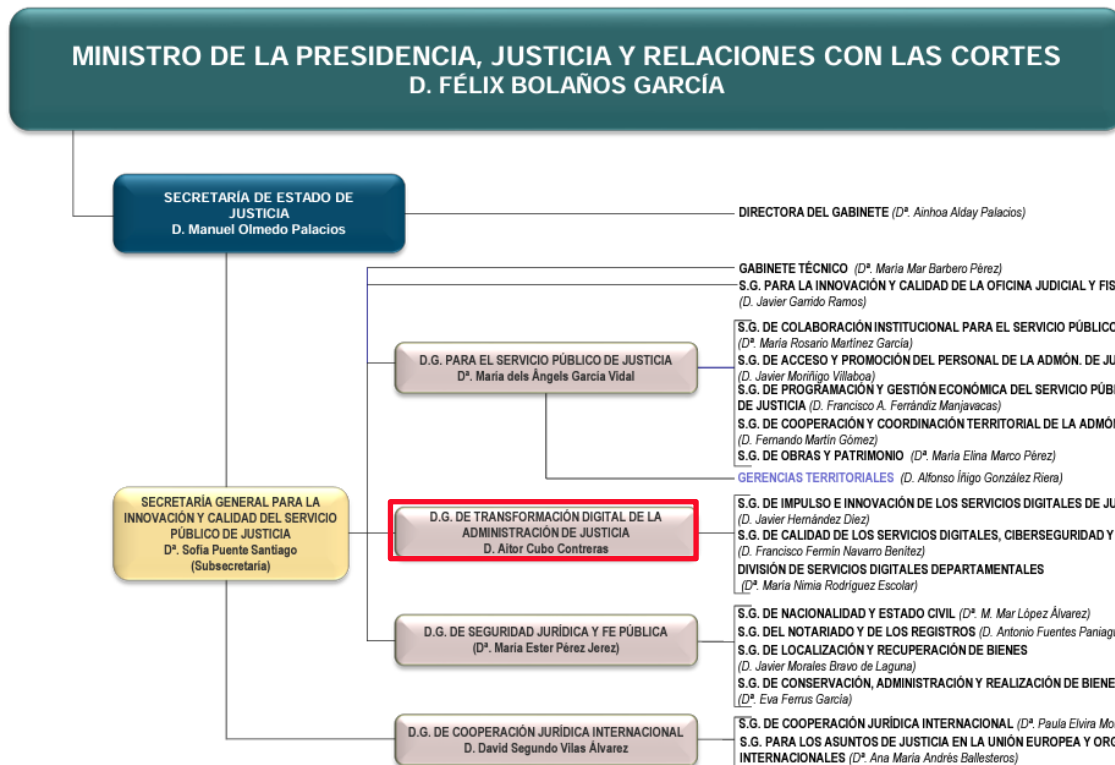 MINISTRO DE LA PRESIDENCIA, JUSTICIA Y RELACIONES CON LAS CORTES
D. FÉLIX BOLAÑOS GARCÍA
SECRETARÍA DE ESTADO DE
JUSTICIA
D. Manuel Olmedo Palacios
DIRECTORA DEL GABINETE (Dª. Ainhoa Alday Palacios)
GABINETE TÉCNICO (Dª. María Mar Barbero Pérez)
S.G. PARA LA INNOVACIÓN Y CALIDAD DE LA OFICINA JUDICIAL Y FIS
(D. Javier Garrido Ramos)
D.G. PARA EL SERVICIO PÚBLICO DE JUSTICIA
Dª. María dels Àngels García Vidal
S.G. DE COLABORACIÓN INSTITUCIONAL PARA EL SERVICIO PÚBLICO
(Dª. María Rosario Martínez García)
S.G. DE ACCESO Y PROMOCIÓN DEL PERSONAL DE LA ADMÓN. DE JU
(D. Javier Moriñigo Villaboa)
S.G. DE PROGRAMACIÓN Y GESTIÓN ECONÓMICA DEL SERVICIO PÚB
DE JUSTICIA (D. Francisco A. Ferrándiz Manjavacas)
S.G. DE COOPERACIÓN Y COORDINACIÓN TERRITORIAL DE LA ADMÓ
(D. Fernando Martín Gómez)
S.G. DE OBRAS Y PATRIMONIO (Dª. María Elina Marco Pérez)
GERENCIAS TERRITORIALES (D. Alfonso Íñigo González Riera)
SECRETARÍA GENERAL PARA LA
INNOVACIÓN Y CALIDAD DEL SERVICIO
PÚBLICO DE JUSTICIA
Dª. Sofía Puente Santiago
(Subsecretaria)
D.G. DE TRANSFORMACIÓN DIGITAL DE LA
ADMINISTRACIÓN DE JUSTICIA
D. Aitor Cubo Contreras
S.G. DE IMPULSO E INNOVACIÓN DE LOS SERVICIOS DIGITALES DE JU
(D. Javier Hernández Díez)
S.G. DE CALIDAD DE LOS SERVICIOS DIGITALES, CIBERSEGURIDAD Y
(D. Francisco Fermín Navarro Benítez)
DIVISIÓN DE SERVICIOS DIGITALES DEPARTAMENTALES
(Dª. María Nimia Rodríguez Escolar)
D.G. DE SEGURIDAD JURÍDICA Y FE PÚBLICA
(Dª. María Ester Pérez Jerez)
S.G. DE NACIONALIDAD Y ESTADO CIVIL (Dª. M. Mar López Álvarez)
S.G. DEL NOTARIADO Y DE LOS REGISTROS (D. Antonio Fuentes Paniagu
S.G. DE LOCALIZACIÓN Y RECUPERACIÓN DE BIENES
(D. Javier Morales Bravo de Laguna)
S.G. DE CONSERVACIÓN, ADMINISTRACIÓN Y REALIZACIÓN DE BIENE
(Dª. Eva Ferrus García)
D.G. DE COOPERACIÓN JURÍDICA INTERNACIONAL
D. David Segundo Vilas Álvarez
S.G. DE COOPERACIÓN JURÍDICA INTERNACIONAL (Dª. Paula Elvira Mo
S.G. PARA LOS ASUNTOS DE JUSTICIA EN LA UNIÓN EUROPEA Y ORG
INTERNACIONALES (Dª. Ana María Andrés Ballesteros)